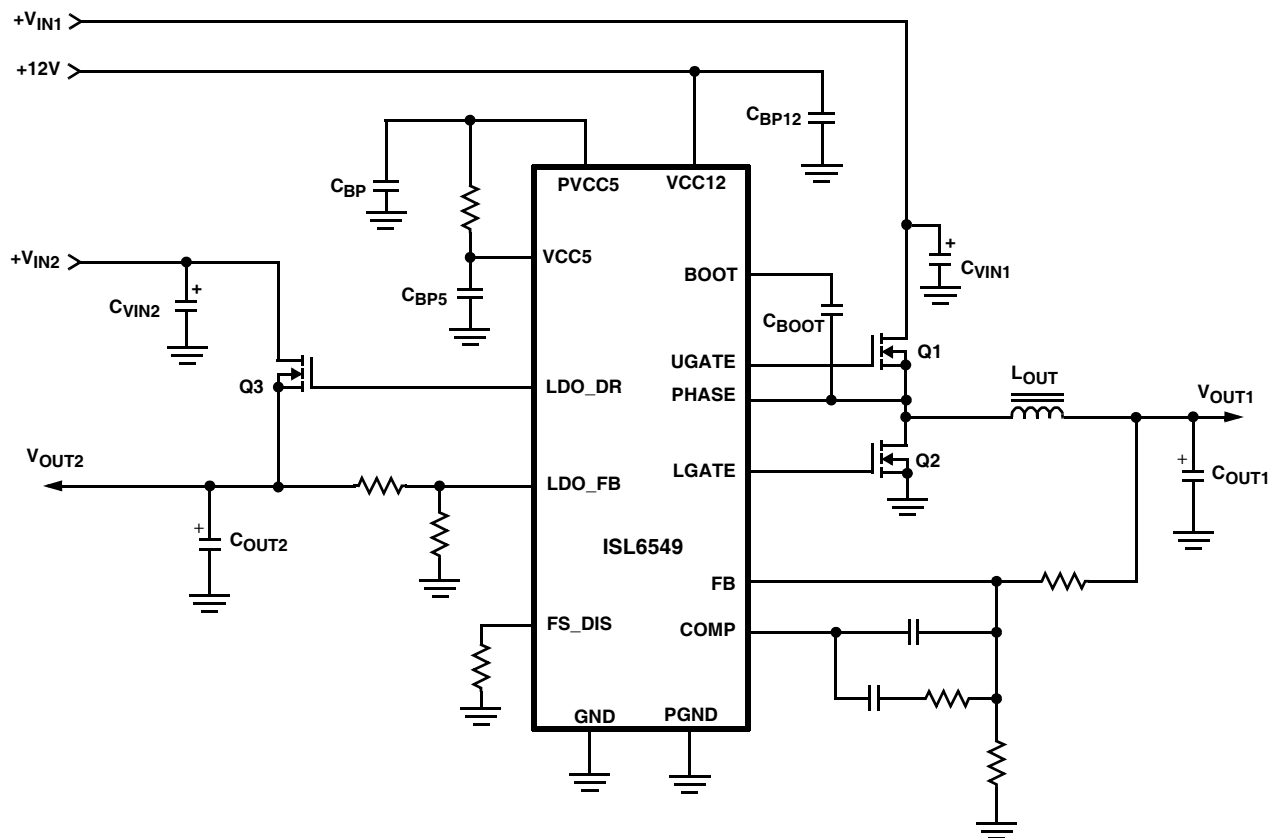 +VIN1
+12V
CBP12
PVCC5
VCC12
CBP
+VIN2
VCC5
BOOT
+
CVIN1
CVIN2
+
CBP5
CBOOT
UGATE
Q1
Q3
LDO_DR
PHASE
LOUT
VOUT1
VOUT2
LGATE
Q2
+
COUT1
LDO_FB
+
COUT2
ISL6549
FB
FS_DIS
COMP
GND
PGND